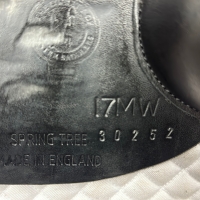 17MW
SPRING TREE 30252
MADE IN ENGLAND